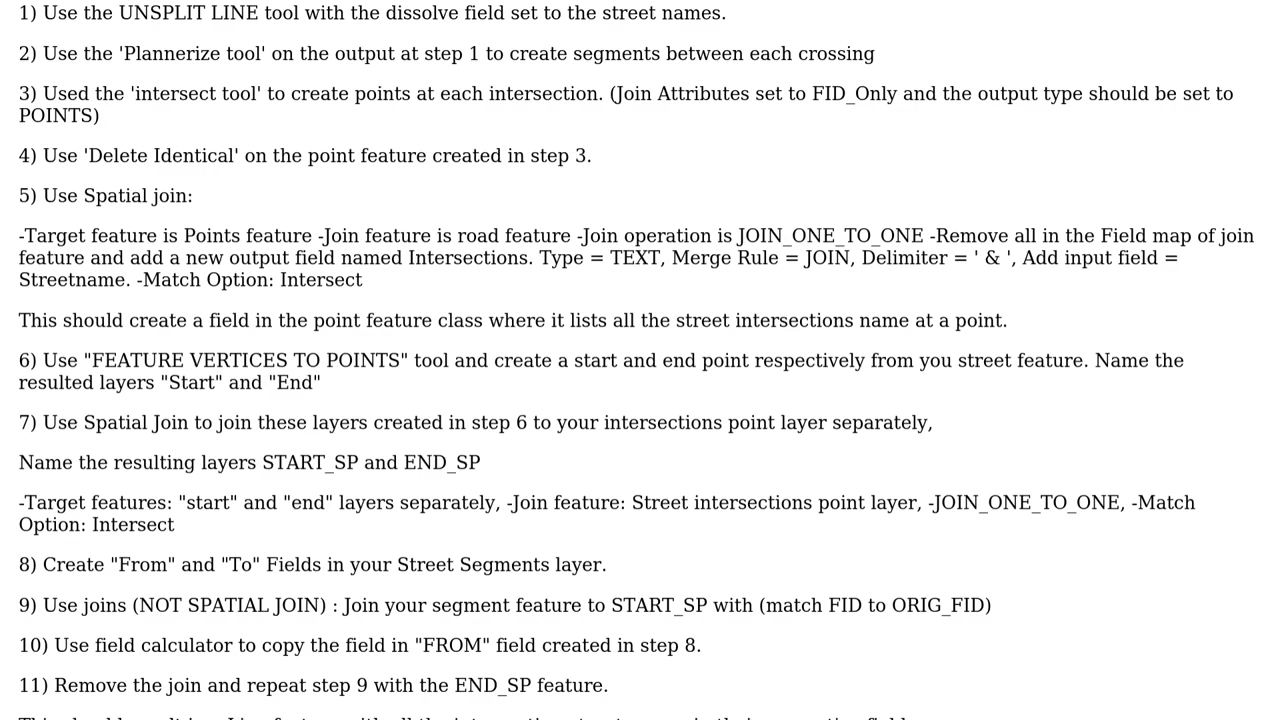 1) Use the UNSPLIT LINE tool with the dissolve field set to the street names.
2) Use the 'Plannerize tool' on the output at step 1 to create segments between each crossing
3) Used the 'intersect tool' to create points at each intersection. (Join Attributes set to FID_Only and the output type should be set to
POINTS)
4) Use 'Delete Identical' on the point feature created in step 3.
5) Use Spatial join:
-Target feature is Points feature -Join feature is road feature -Join operation is JOIN_ONE_TO_ONE -Remove all in the Field map of join
feature and add a new output field named Intersections. Type = TEXT, Merge Rule = JOIN, Delimiter = ' & ', Add input field =
Streetname. -Match Option: Intersect
This should create a field in the point feature class where it lists all the street intersections name at a point.
6) Use "FEATURE VERTICES TO POINTS" tool and create a start and end point respectively from you street feature. Name the
resulted layers "Start" and "End"
7) Use Spatial Join to join these layers created in step 6 to your intersections point layer separately,
Name the resulting layers START_SP and END_SP
-Target features: "start" and "end" layers separately, -Join feature: Street intersections point layer, -JOIN_ONE_TO_ONE, -Match
Option: Intersect
8) Create "From" and "To" Fields in your Street Segments layer.
9) Use joins (NOT SPATIAL JOIN) : Join your segment feature to START_SP with (match FID to ORIG_FID)
10) Use field calculator to copy the field in "FROM" field created in step 8.
11) Remove the join and repeat step 9 with the END_SP feature.